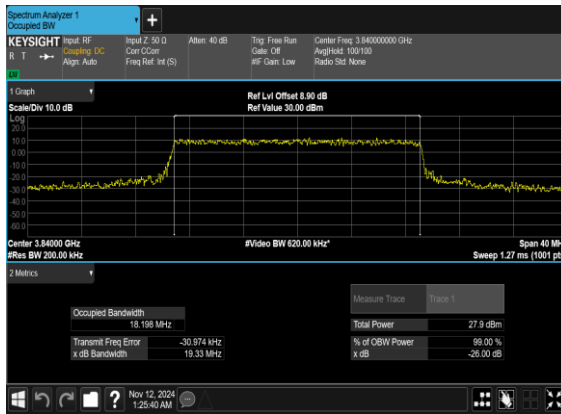 Spectrum Analyzer 1
Occupied BW
+
KEYSIGHT Input: RF Input Z: 50 Ω Atten: 40 dB Trig: Free Run Center Freq: 3.840000000 GHz
R T Coupling: DC Corr CCorr Gate: Off Avg|Hold: 100/100
Align: Auto Freq Ref: Int (S) #IF Gain: Low Radio Std: None
LXI
1 Graph
Ref Lvl Offset 8.90 dB
Scale/Div 10.0 dB Ref Value 30.00 dBm
Log
20.0
10.0
0.00
-10.0
-20.0
-30.0
-40.0
-50.0
-60.0
Center 3.84000 GHz #Video BW 620.00 kHz* Span 40 MH
#Res BW 200.00 kHz Sweep 1.27 ms (1001 pt
2 Metrics
Measure Trace Trace 1
Occupied Bandwidth
18.198 MHz Total Power 27.9 dBm
Transmit Freq Error -30.974 kHz % of OBW Power 99.00 %
x dB Bandwidth 19.33 MHz x dB -26.00 dB
? Nov 12, 2024
1:25:40 AM